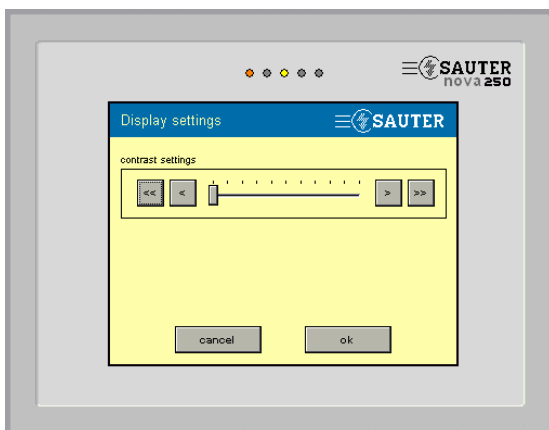 SAUTER
nova 250
Display settings
SAUTER
contrast settings
<<
<
>
>>
cancel
ok